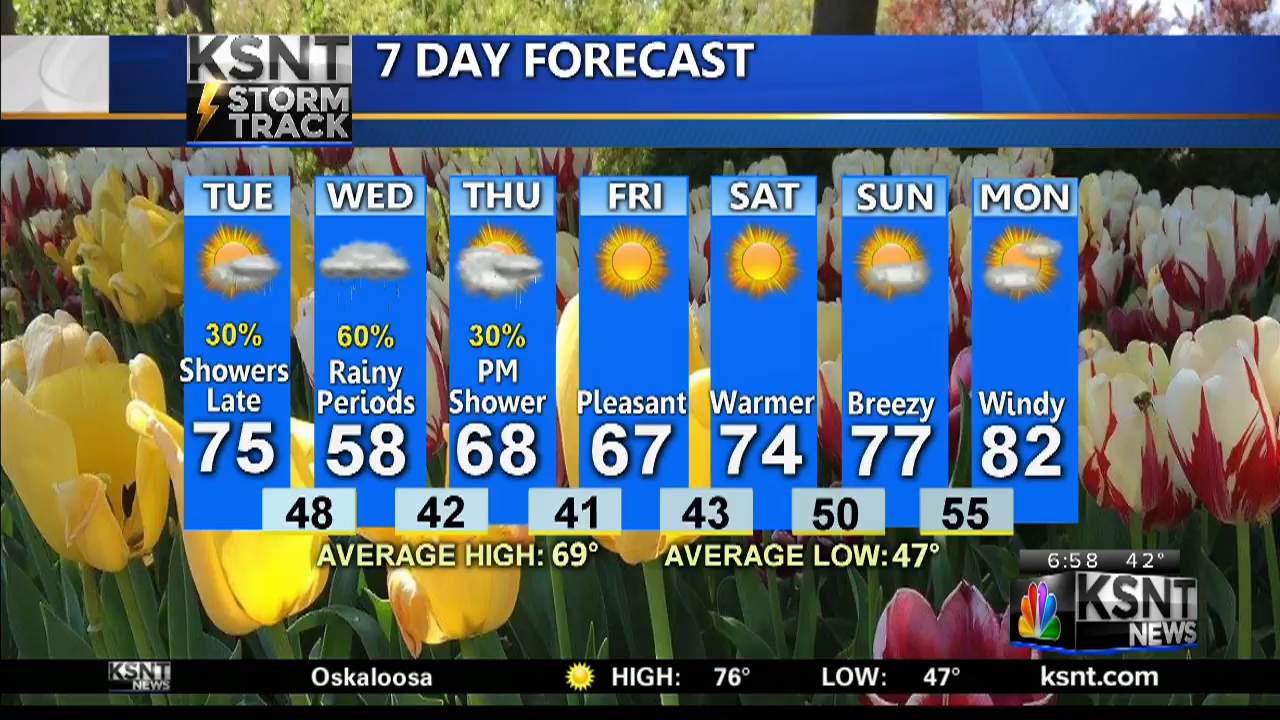 KSNT
STORM
TRACK
7 DAY FORECAST
TUE WED THU FRI SAT SUN MON
30% 60% 30%
Showers Rainy PM
Late Periods Shower Pleasant Warmer Breezy Windy
75 58 68 67 74 77 82
48 42 41 43 50 55
AVERAGE HIGH: 69° AVERAGE LOW: 47°
6:58 42°
KSNT
NEWS
KSNT
NEWS
Oskaloosa HIGH: 76° LOW: 47° ksnt.com